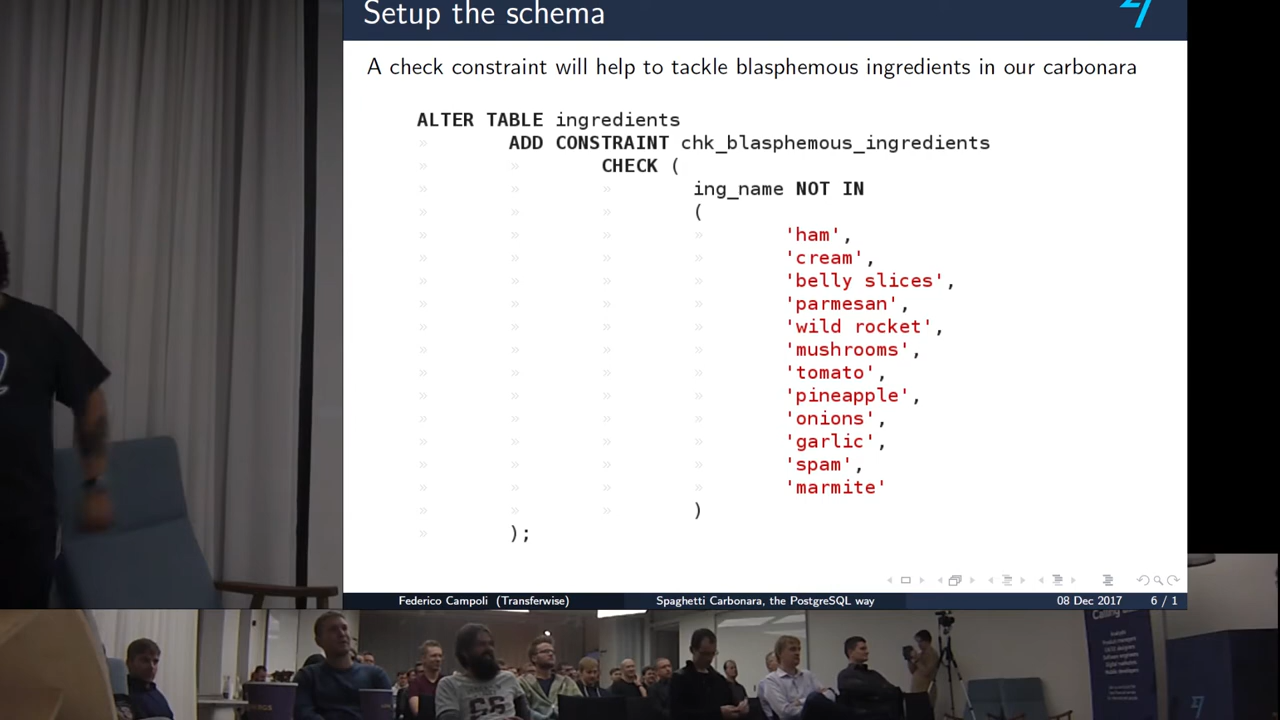 Setup the schema
A check constraint will help to tackle blasphemous ingredients in our carbonara
ALTER TABLE ingredients
ADD CONSTRAINT chk_blasphemous_ingredients
CHECK (
ing_name NOT IN
(
'ham',
'cream',
'belly slices',
'parmesan',
'wild rocket',
'mushrooms',
'tomato',
'pineapple',
'onions',
'garlic',
'spam',
'marmite'
)
);
Federico Campoli (Transferwise) Spaghetti Carbonara, the PostgreSQL way 08 Dec 2017 6 / 1